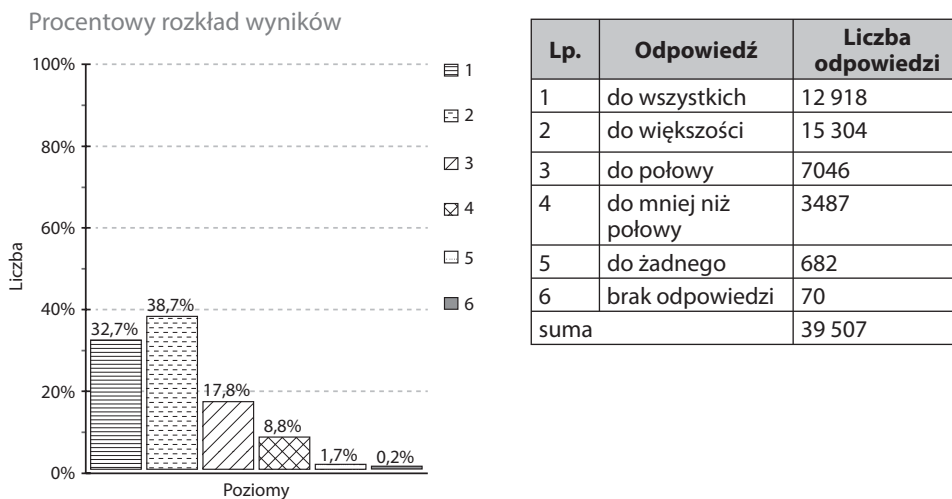 Procentowy rozkład wyników
100%
80%
60%
40%
20%
0%
Liczba
32,7%
38,7%
17,8%
8,8%
1,7%
0,2%
Poziomy
1
2
3
4
5
6
Lp. Odpowiedź Liczba odpowiedzi
1 do wszystkich 12 918
2 do większości 15 304
3 do połowy 7046
4 do mniej niż połowy 3487
5 do żadnego 682
6 brak odpowiedzi 70
suma 39 507